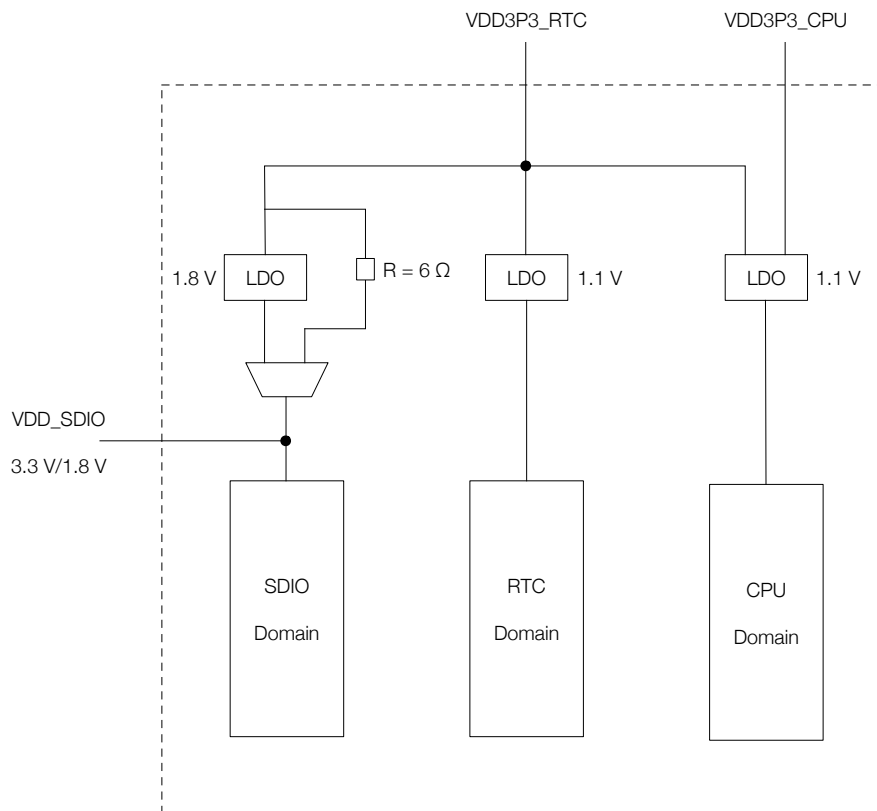 VDD3P3_RTC
VDD3P3_CPU
1.8 V
LDO
R = 6 Ω
LDO
1.1 V
LDO
1.1 V
VDD_SDIO
3.3 V/1.8 V
SDIO
Domain
RTC
Domain
CPU
Domain